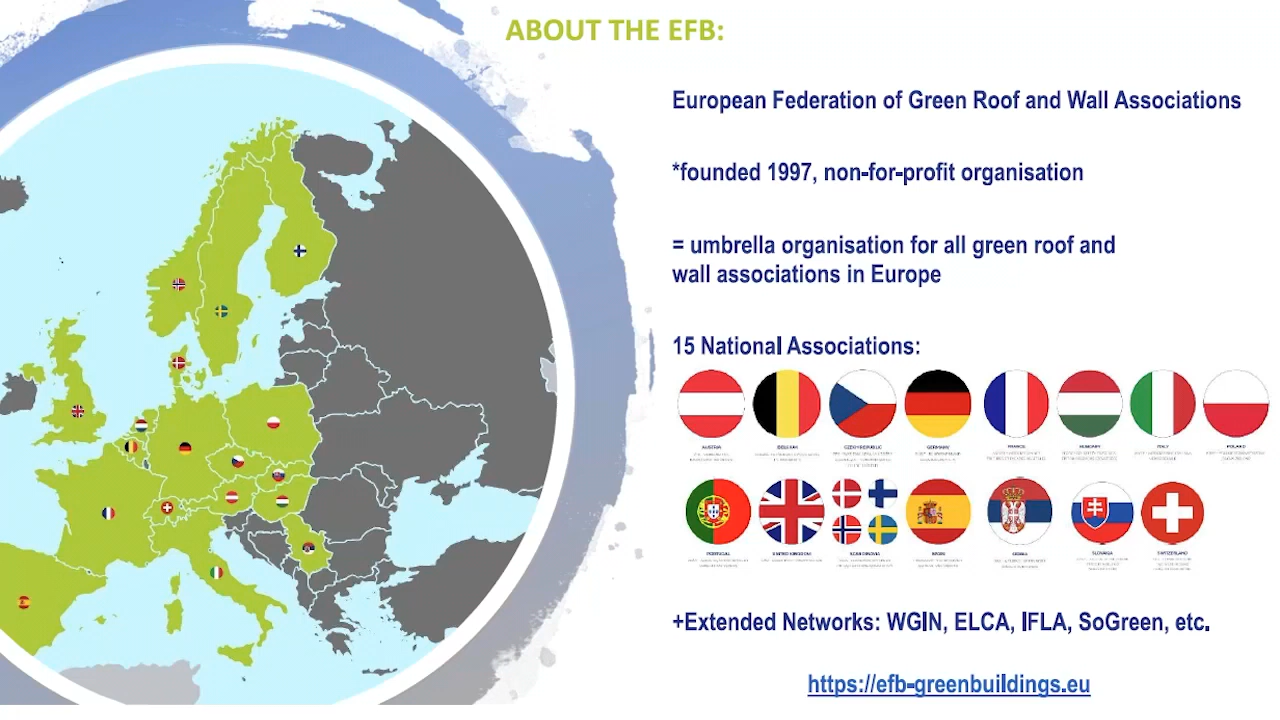 ABOUT THE EFB:
European Federation of Green Roof and Wall Associations
*founded 1997, non-for-profit organisation
= umbrella organisation for all green roof and
wall associations in Europe
15 National Associations:
AUSTRIA BELGIUM CZECH REPUBLIC GERMANY FRANCE HUNGARY ITALY POLAND
PORTUGAL UNITED KINGDOM SCANDINAVIA SPAIN SERBIA SLOVAKIA SWITZERLAND
+Extended Networks: WGIN, ELCA, IFLA, SoGreen, etc.
https://efb-greenbuildings.eu